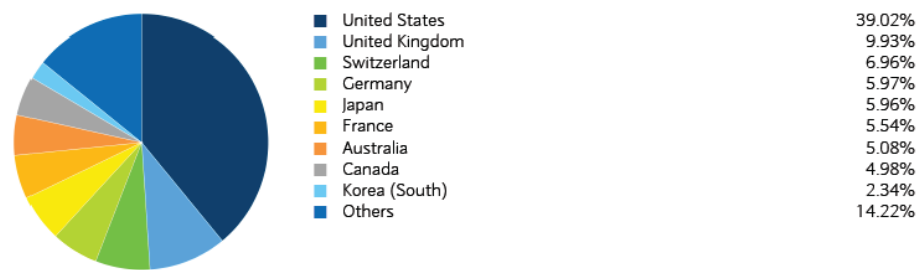 United States 39.02%
United Kingdom 9.93%
Switzerland 6.96%
Germany 5.97%
Japan 5.96%
France 5.54%
Australia 5.08%
Canada 4.98%
Korea (South) 2.34%
Others 14.22%